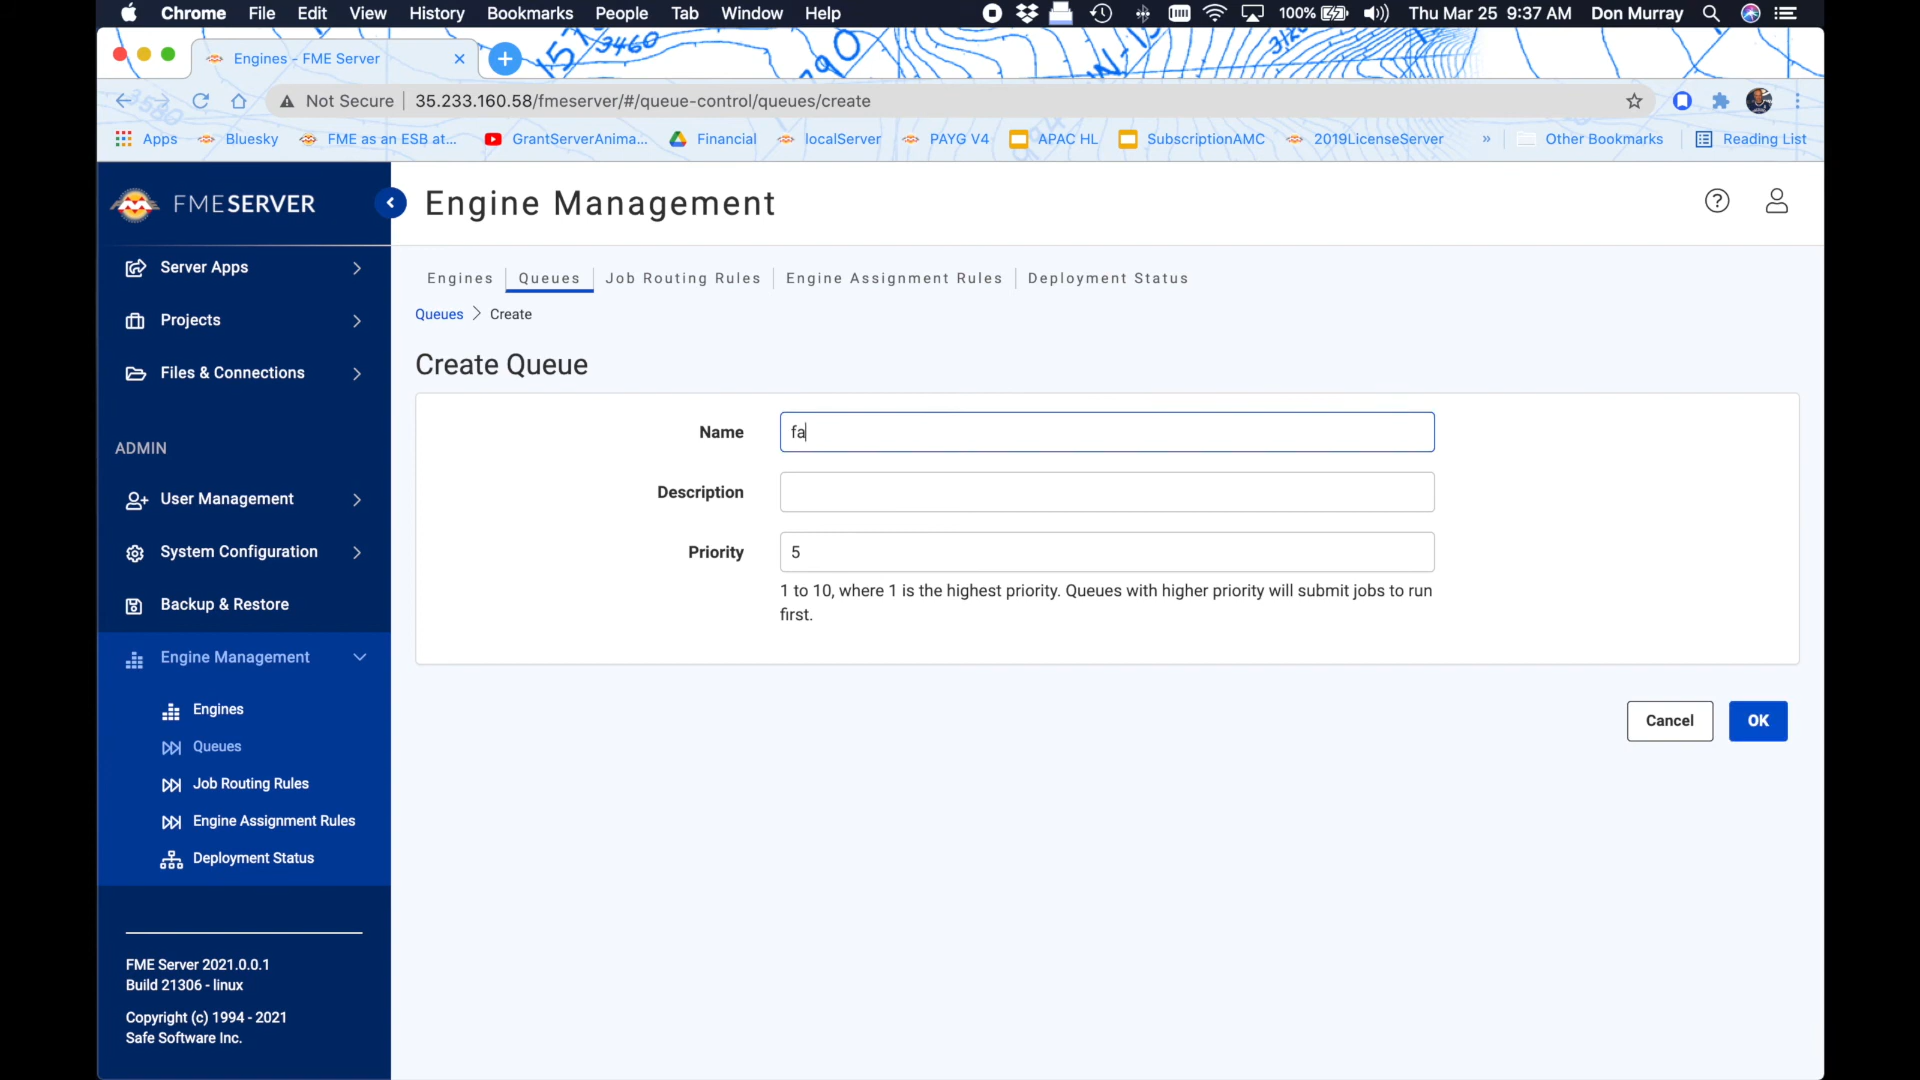 Chrome File Edit View History Bookmarks People Tab Window Help 100% Thu Mar 25 9:37 AM Don Murray
3460
Engines - FME Server
Not Secure 35.233.160.58/fmeserver/#/queue-control/queues/create
Apps Bluesky FME as an ESB at... GrantServerAnima... Financial localServer PAYG V4 APAC HL SubscriptionAMC 2019LicenseServer » Other Bookmarks Reading List
FMESERVER
Engine Management
Server Apps
Projects
Files & Connections
ADMIN
User Management
System Configuration
Backup & Restore
Engine Management
Engines
Queues
Job Routing Rules
Engine Assignment Rules
Deployment Status
FME Server 2021.0.0.1
Build 21306 - linux
Copyright (c) 1994 - 2021
Safe Software Inc.
Engines Queues Job Routing Rules Engine Assignment Rules Deployment Status
Queues > Create
Create Queue
Name fa
Description
Priority 5
1 to 10, where 1 is the highest priority. Queues with higher priority will submit jobs to run
first.
Cancel OK